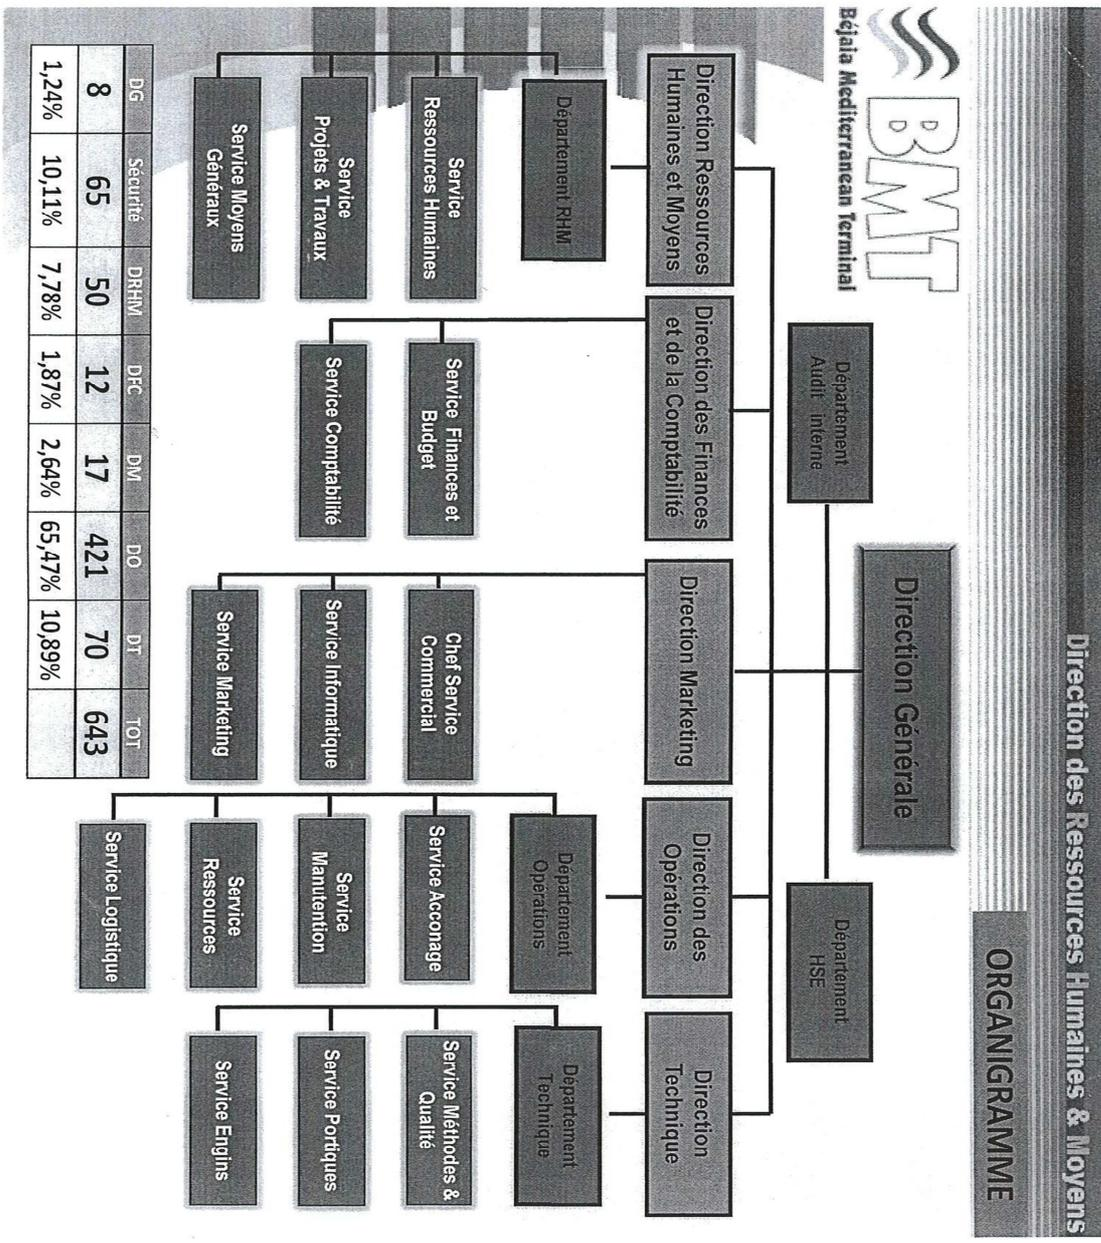 Direction des Ressources Humaines & Moyens
ORGANIGRAMME
BMT
Béjaia Mediterranean Terminal
Direction Générale
Département
Audit interne
Département
HSE
Direction Ressources
Humaines et Moyens
Direction des Finances
et de la Comptabilité
Direction Marketing
Direction des
Opérations
Direction
Technique
Département RHM
Service
Ressources Humaines
Service
Projets & Travaux
Service Moyens
Généraux
Service Finances et
Budget
Service Comptabilité
Chef Service
Commercial
Service Informatique
Service Marketing
Département
Opérations
Service Acconage
Service
Manutention
Service
Ressources
Service Logistique
Département
Technique
Service Méthodes &
Qualité
Service Portiques
Service Engins
DG Sécurité DRHM DFC DM DO DT TOT
8 65 50 12 17 421 70 643
1,24% 10,11% 7,78% 1,87% 2,64% 65,47% 10,89%